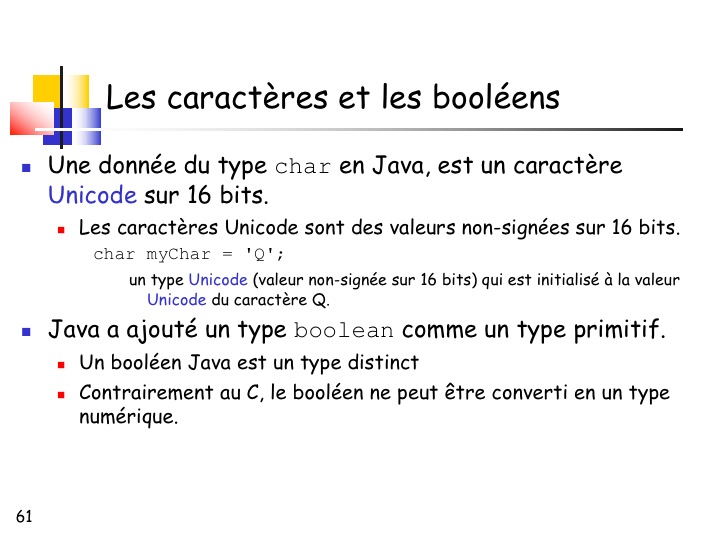 Les caractères et les booléens
Une donnée du type char en Java, est un caractère
Unicode sur 16 bits.
Les caractères Unicode sont des valeurs non-signées sur 16 bits.
char myChar = 'Q';
un type Unicode (valeur non-signée sur 16 bits) qui est initialisé à la valeur
Unicode du caractère Q.
Java a ajouté un type boolean comme un type primitif.
Un booléen Java est un type distinct
Contrairement au C, le booléen ne peut être converti en un type
numérique.
61